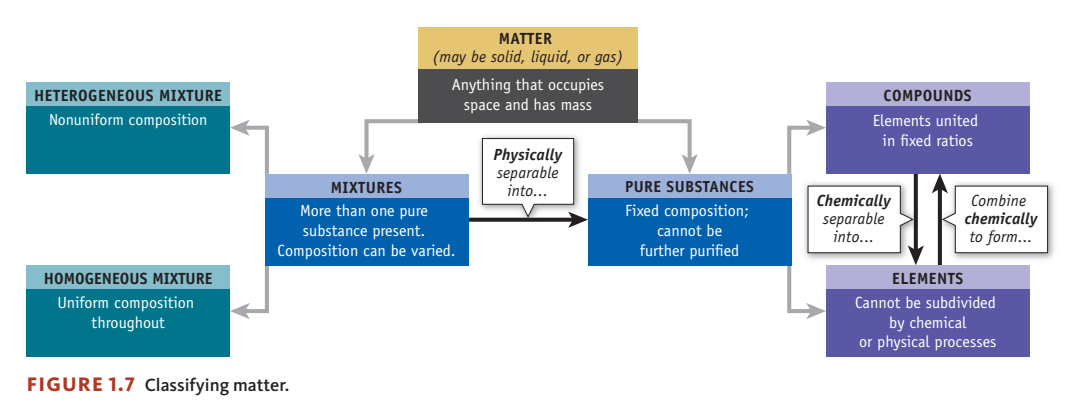 MATTER
(may be solid, liquid, or gas)
Anything that occupies
space and has mass
HETEROGENEOUS MIXTURE
Nonuniform composition
COMPOUNDS
Elements united
in fixed ratios
Physically
separable
into…
MIXTURES
More than one pure
substance present.
Composition can be varied.
PURE SUBSTANCES
Fixed composition;
cannot be
further purified
Chemically
separable
into…
Combine
chemically
to form…
HOMOGENEOUS MIXTURE
Uniform composition
throughout
ELEMENTS
Cannot be subdivided
by chemical
or physical processes
FIGURE 1.7 Classifying matter.